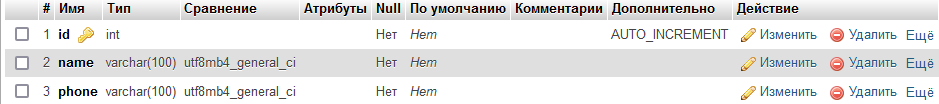 # Имя Тип Сравнение Атрибуты Null По умолчанию Комментарии Дополнительно Действие
1 id int Нет Нет AUTO_INCREMENT Изменить Удалить Ещё
2 name varchar(100) utf8mb4_general_ci Нет Нет Изменить Удалить Ещё
3 phone varchar(100) utf8mb4_general_ci Нет Нет Изменить Удалить Ещё